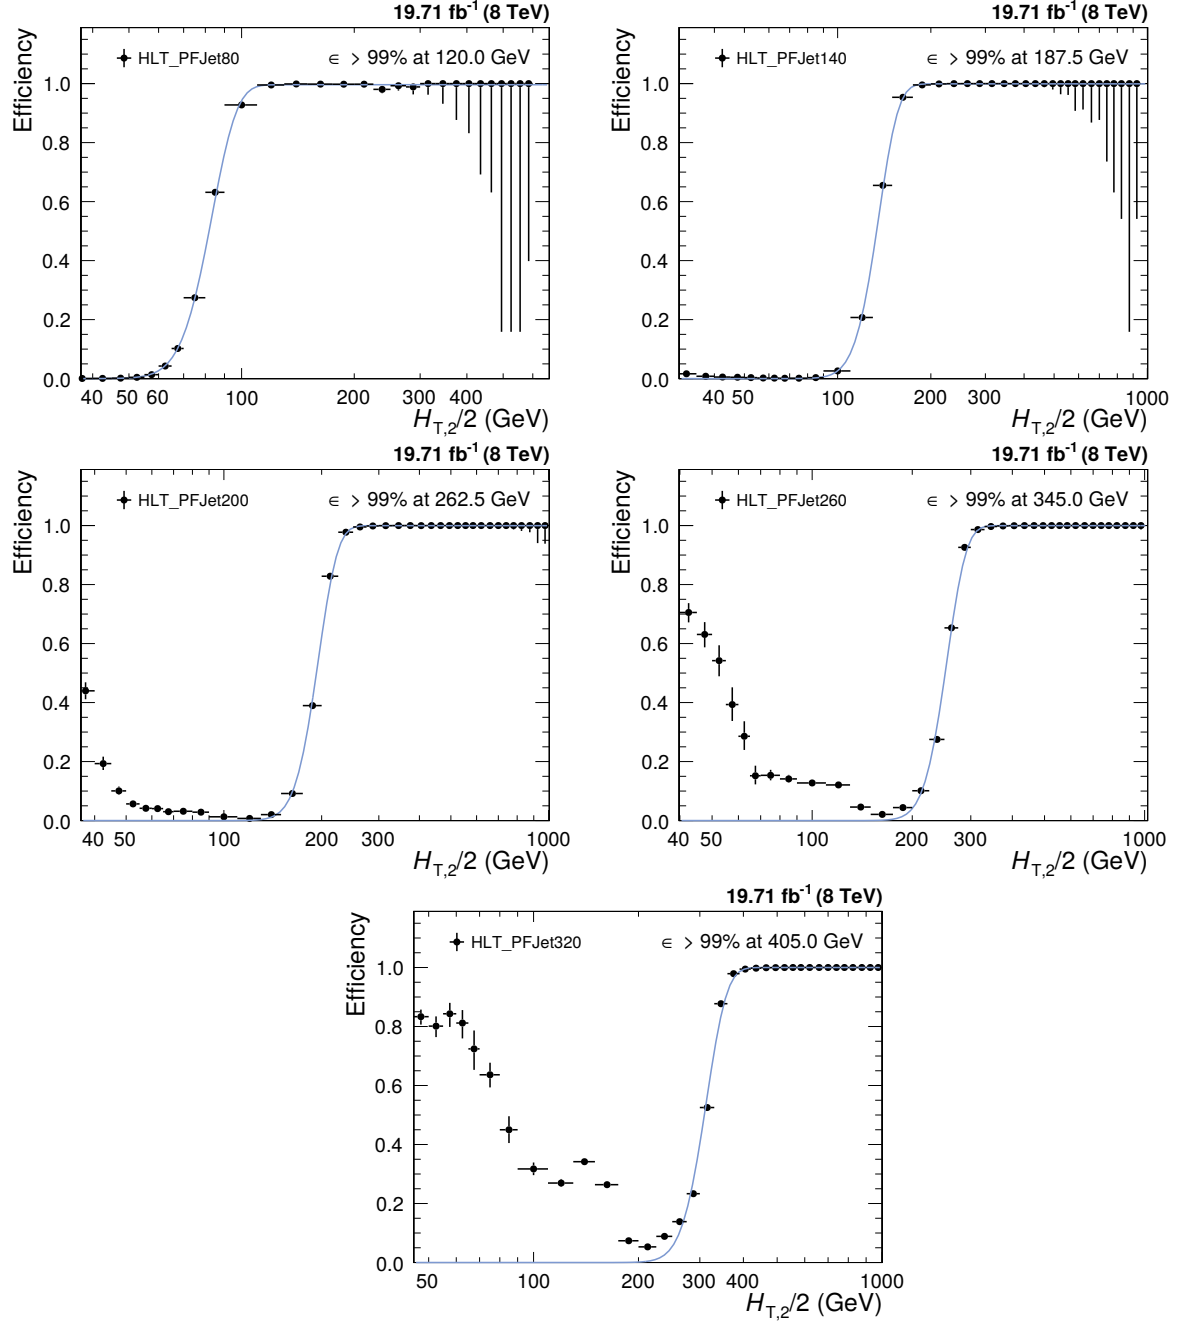 19.71 fb⁻¹ (8 TeV)
Efficiency
HLT_PFJet80
ϵ > 99% at 120.0 GeV
1.0
0.8
0.6
0.4
0.2
0.0
40 50 60 100 200 300 400
H_T,2/2 (GeV)
19.71 fb⁻¹ (8 TeV)
Efficiency
HLT_PFJet140
ϵ > 99% at 187.5 GeV
1.0
0.8
0.6
0.4
0.2
0.0
40 50 100 200 300 1000
H_T,2/2 (GeV)
19.71 fb⁻¹ (8 TeV)
Efficiency
HLT_PFJet200
ϵ > 99% at 262.5 GeV
1.0
0.8
0.6
0.4
0.2
0.0
40 50 100 200 300 1000
H_T,2/2 (GeV)
19.71 fb⁻¹ (8 TeV)
Efficiency
HLT_PFJet260
ϵ > 99% at 345.0 GeV
1.0
0.8
0.6
0.4
0.2
0.0
40 50 100 200 300 1000
H_T,2/2 (GeV)
19.71 fb⁻¹ (8 TeV)
Efficiency
HLT_PFJet320
ϵ > 99% at 405.0 GeV
1.0
0.8
0.6
0.4
0.2
0.0
50 100 200 300 400 1000
H_T,2/2 (GeV)